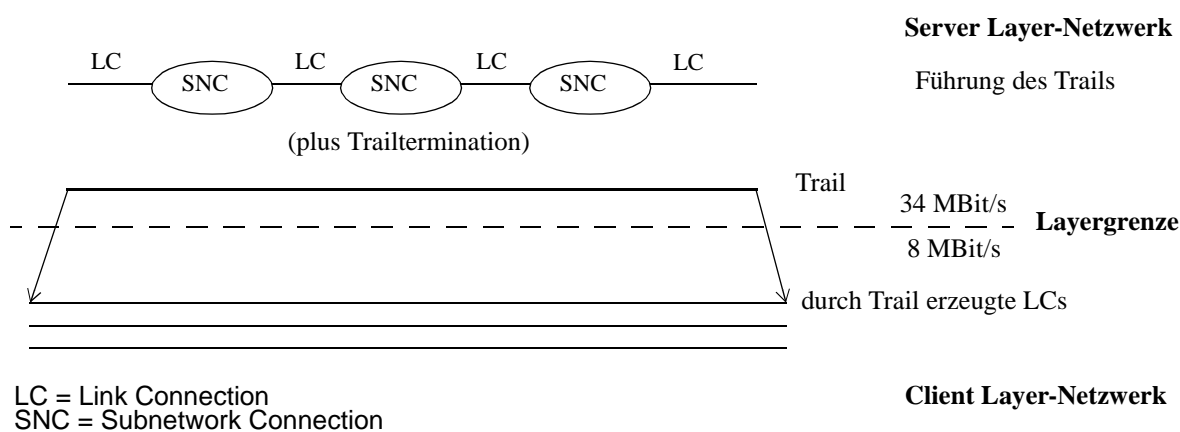 Server Layer-Netzwerk
LC LC LC LC
SNC SNC SNC
Führung des Trails
(plus Trailtermination)
Trail
34 MBit/s
Layergrenze
8 MBit/s
durch Trail erzeugte LCs
LC = Link Connection
SNC = Subnetwork Connection
Client Layer-Netzwerk